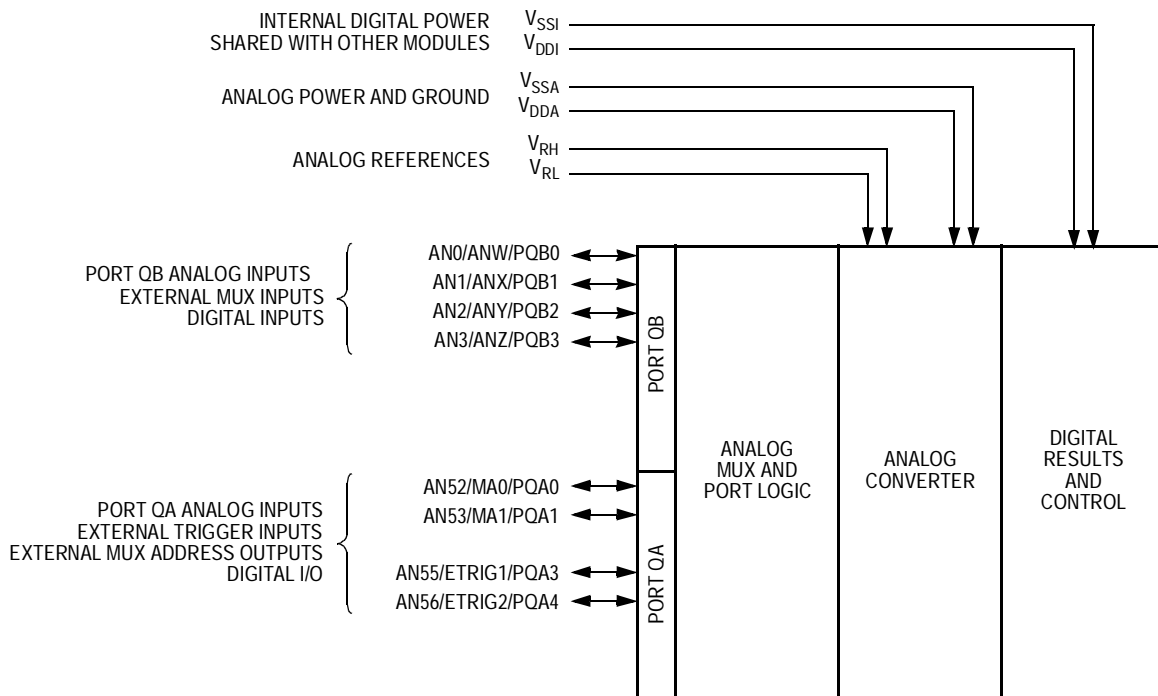 INTERNAL DIGITAL POWER
SHARED WITH OTHER MODULES
VSSI
VDDI
ANALOG POWER AND GROUND
VSSA
VDDA
ANALOG REFERENCES
VRH
VRL
PORT QB ANALOG INPUTS
EXTERNAL MUX INPUTS
DIGITAL INPUTS
AN0/ANW/PQB0
AN1/ANX/PQB1
AN2/ANY/PQB2
AN3/ANZ/PQB3
PORT QB
PORT QA ANALOG INPUTS
EXTERNAL TRIGGER INPUTS
EXTERNAL MUX ADDRESS OUTPUTS
DIGITAL I/O
AN52/MA0/PQA0
AN53/MA1/PQA1
AN55/ETRIG1/PQA3
AN56/ETRIG2/PQA4
PORT QA
ANALOG
MUX AND
PORT LOGIC
ANALOG
CONVERTER
DIGITAL
RESULTS
AND
CONTROL